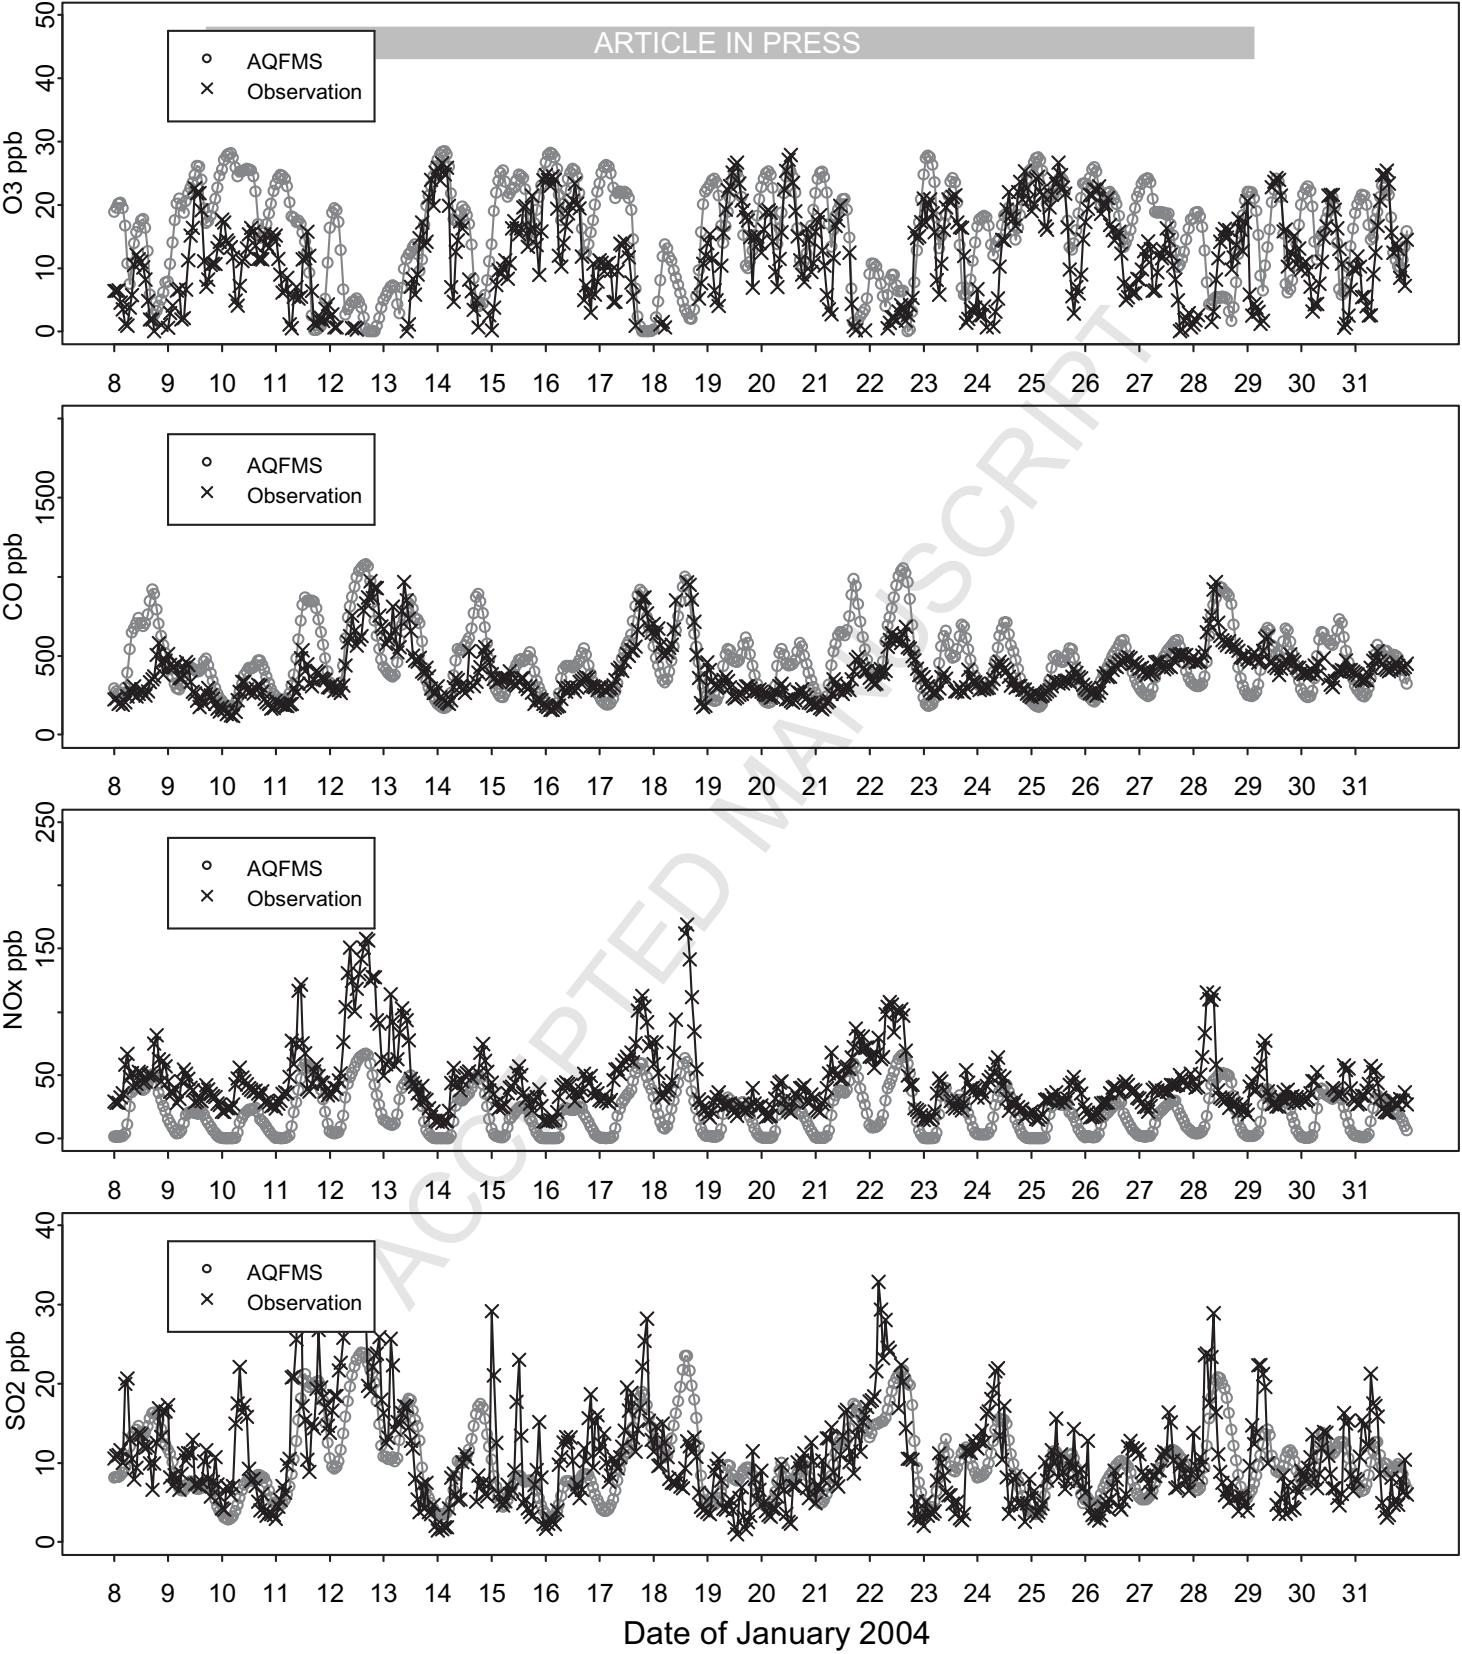 ARTICLE IN PRESS
AQFMS
Observation
O3 ppb
50
40
30
20
10
0
8 9 10 11 12 13 14 15 16 17 18 19 20 21 22 23 24 25 26 27 28 29 30 31
AQFMS
Observation
CO ppb
1500
500
0
8 9 10 11 12 13 14 15 16 17 18 19 20 21 22 23 24 25 26 27 28 29 30 31
AQFMS
Observation
NOx ppb
250
150
50
0
8 9 10 11 12 13 14 15 16 17 18 19 20 21 22 23 24 25 26 27 28 29 30 31
AQFMS
Observation
SO2 ppb
40
30
20
10
0
8 9 10 11 12 13 14 15 16 17 18 19 20 21 22 23 24 25 26 27 28 29 30 31
Date of January 2004
ACCEPTED MANUSCRIPT